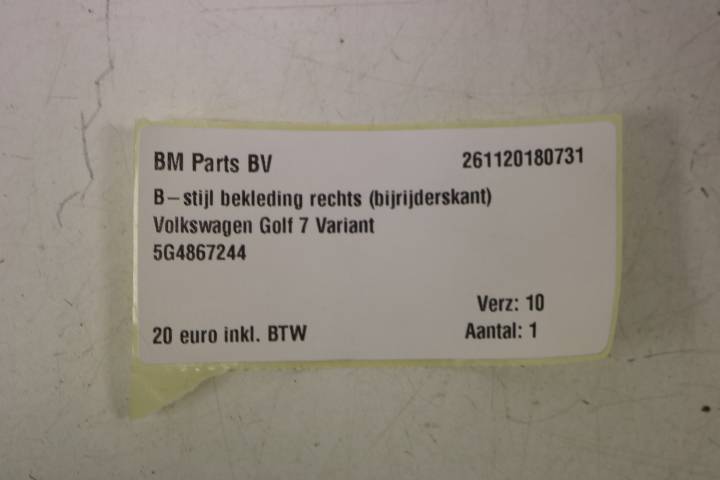 BM Parts BV 261120180731
B-stijl bekleding rechts (bijrijderskant)
Volkswagen Golf 7 Variant
5G4867244
Verz: 10
20 euro inkl. BTW Aantal: 1